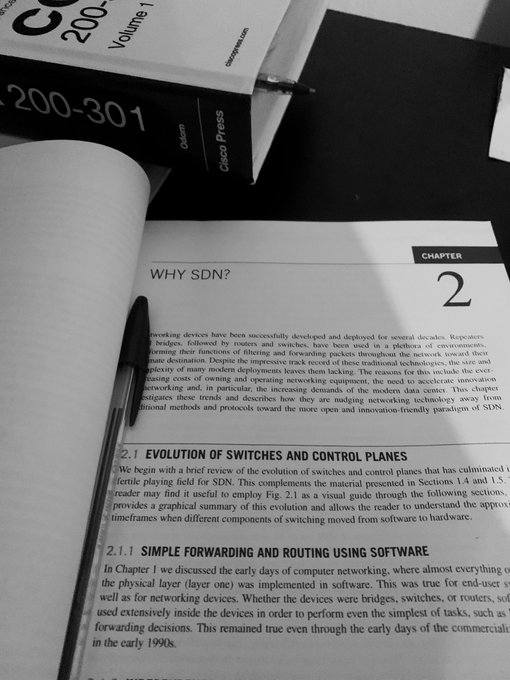 CC
200-
Volume 1
ciscopress.com
200-301
Odom
Cisco Press
CHAPTER
2
WHY SDN?
tworking devices have been successfully developed and deployed for several decades. Repeaters
bridges, followed by routers and switches, have been used in a plethora of environments,
forming their functions of filtering and forwarding packets throughout the network toward their
mate destination. Despite the impressive track record of these traditional technologies, the size and
plexity of many modern deployments leaves them lacking. The reasons for this include the ever-
reasing costs of owning and operating networking equipment, the need to accelerate innovation
networking and, in particular, the increasing demands of the modern data center. This chapter
estigates these trends and describes how they are nudging networking technology away from
ditional methods and protocols toward the more open and innovation-friendly paradigm of SDN.
2.1 EVOLUTION OF SWITCHES AND CONTROL PLANES
We begin with a brief review of the evolution of switches and control planes that has culminated i
fertile playing field for SDN. This complements the material presented in Sections 1.4 and 1.5.
reader may find it useful to employ Fig. 2.1 as a visual guide through the following sections,
provides a graphical summary of this evolution and allows the reader to understand the approx
timeframes when different components of switching moved from software to hardware.
2.1.1 SIMPLE FORWARDING AND ROUTING USING SOFTWARE
In Chapter 1 we discussed the early days of computer networking, where almost everything o
the physical layer (layer one) was implemented in software. This was true for end-user s
well as for networking devices. Whether the devices were bridges, switches, or routers, sof
used extensively inside the devices in order to perform even the simplest of tasks, such as
forwarding decisions. This remained true even through the early days of the commerciali
in the early 1990s.